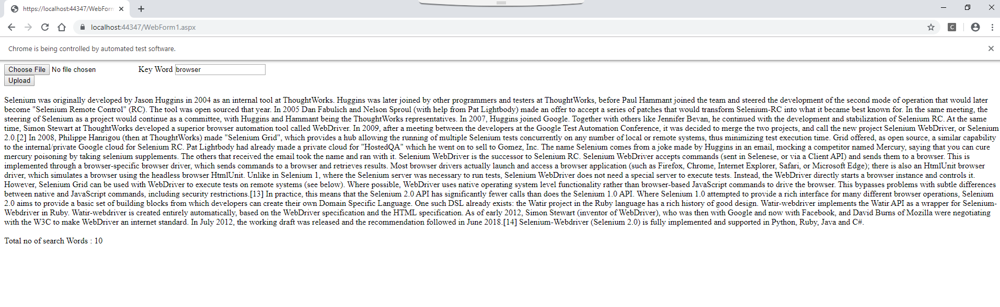 https://localhost:44347/WebForm
localhost:44347/WebForm1.aspx
C
Chrome is being controlled by automated test software.
Choose File No file chosen Key Word browser
Upload
Selenium was originally developed by Jason Huggins in 2004 as an internal tool at ThoughtWorks. Huggins was later joined by other programmers and testers at ThoughtWorks, before Paul Hammant joined the team and steered the development of the second mode of operation that would later
become "Selenium Remote Control" (RC). The tool was open sourced that year. In 2005 Dan Fabulich and Nelson Sproul (with help from Pat Lightbody) made an offer to accept a series of patches that would transform Selenium-RC into what it became best known for. In the same meeting, the
steering of Selenium as a project would continue as a committee, with Huggins and Hammant being the ThoughtWorks representatives. In 2007, Huggins joined Google. Together with others like Jennifer Bevan, he continued with the development and stabilization of Selenium RC. At the same
time, Simon Stewart at ThoughtWorks developed a superior browser automation tool called WebDriver. In 2009, after a meeting between the developers at the Google Test Automation Conference, it was decided to merge the two projects, and call the new project Selenium WebDriver, or Selenium
2.0.[2] In 2008, Philippe Hanrigou (then at ThoughtWorks) made "Selenium Grid", which provides a hub allowing the running of multiple Selenium tests concurrently on any number of local or remote systems, thus minimizing test execution time. Grid offered, as open source, a similar capability
to the internal/private Google cloud for Selenium RC. Pat Lightbody had already made a private cloud for "HostedQA" which he went on to sell to Gomez, Inc. The name Selenium comes from a joke made by Huggins in an email, mocking a competitor named Mercury, saying that you can cure
mercury poisoning by taking selenium supplements. The others that received the email took the name and ran with it. Selenium WebDriver is the successor to Selenium RC. Selenium WebDriver accepts commands (sent in Selenese, or via a Client API) and sends them to a browser. This is
implemented through a browser-specific browser driver, which sends commands to a browser and retrieves results. Most browser drivers actually launch and access a browser application (such as Firefox, Chrome, Internet Explorer, Safari, or Microsoft Edge); there is also an HtmlUnit browser
driver, which simulates a browser using the headless browser HtmlUnit. Unlike in Selenium 1, where the Selenium server was necessary to run tests, Selenium WebDriver does not need a special server to execute tests. Instead, the WebDriver directly starts a browser instance and controls it.
However, Selenium Grid can be used with WebDriver to execute tests on remote systems (see below). Where possible, WebDriver uses native operating system level functionality rather than browser-based JavaScript commands to drive the browser. This bypasses problems with subtle differences
between native and JavaScript commands, including security restrictions.[13] In practice, this means that the Selenium 2.0 API has significantly fewer calls than does the Selenium 1.0 API. Where Selenium 1.0 attempted to provide a rich interface for many different browser operations, Selenium
2.0 aims to provide a basic set of building blocks from which developers can create their own Domain Specific Language. One such DSL already exists: the Watir project in the Ruby language has a rich history of good design. Watir-webdriver implements the Watir API as a wrapper for Selenium-
Webdriver in Ruby. Watir-webdriver is created entirely automatically, based on the WebDriver specification and the HTML specification. As of early 2012, Simon Stewart (inventor of WebDriver), who was then with Google and now with Facebook, and David Burns of Mozilla were negotiating
with the W3C to make WebDriver an internet standard. In July 2012, the working draft was released and the recommendation followed in June 2018.[14] Selenium-Webdriver (Selenium 2.0) is fully implemented and supported in Python, Ruby, Java and C#.
Total no of search Words : 10